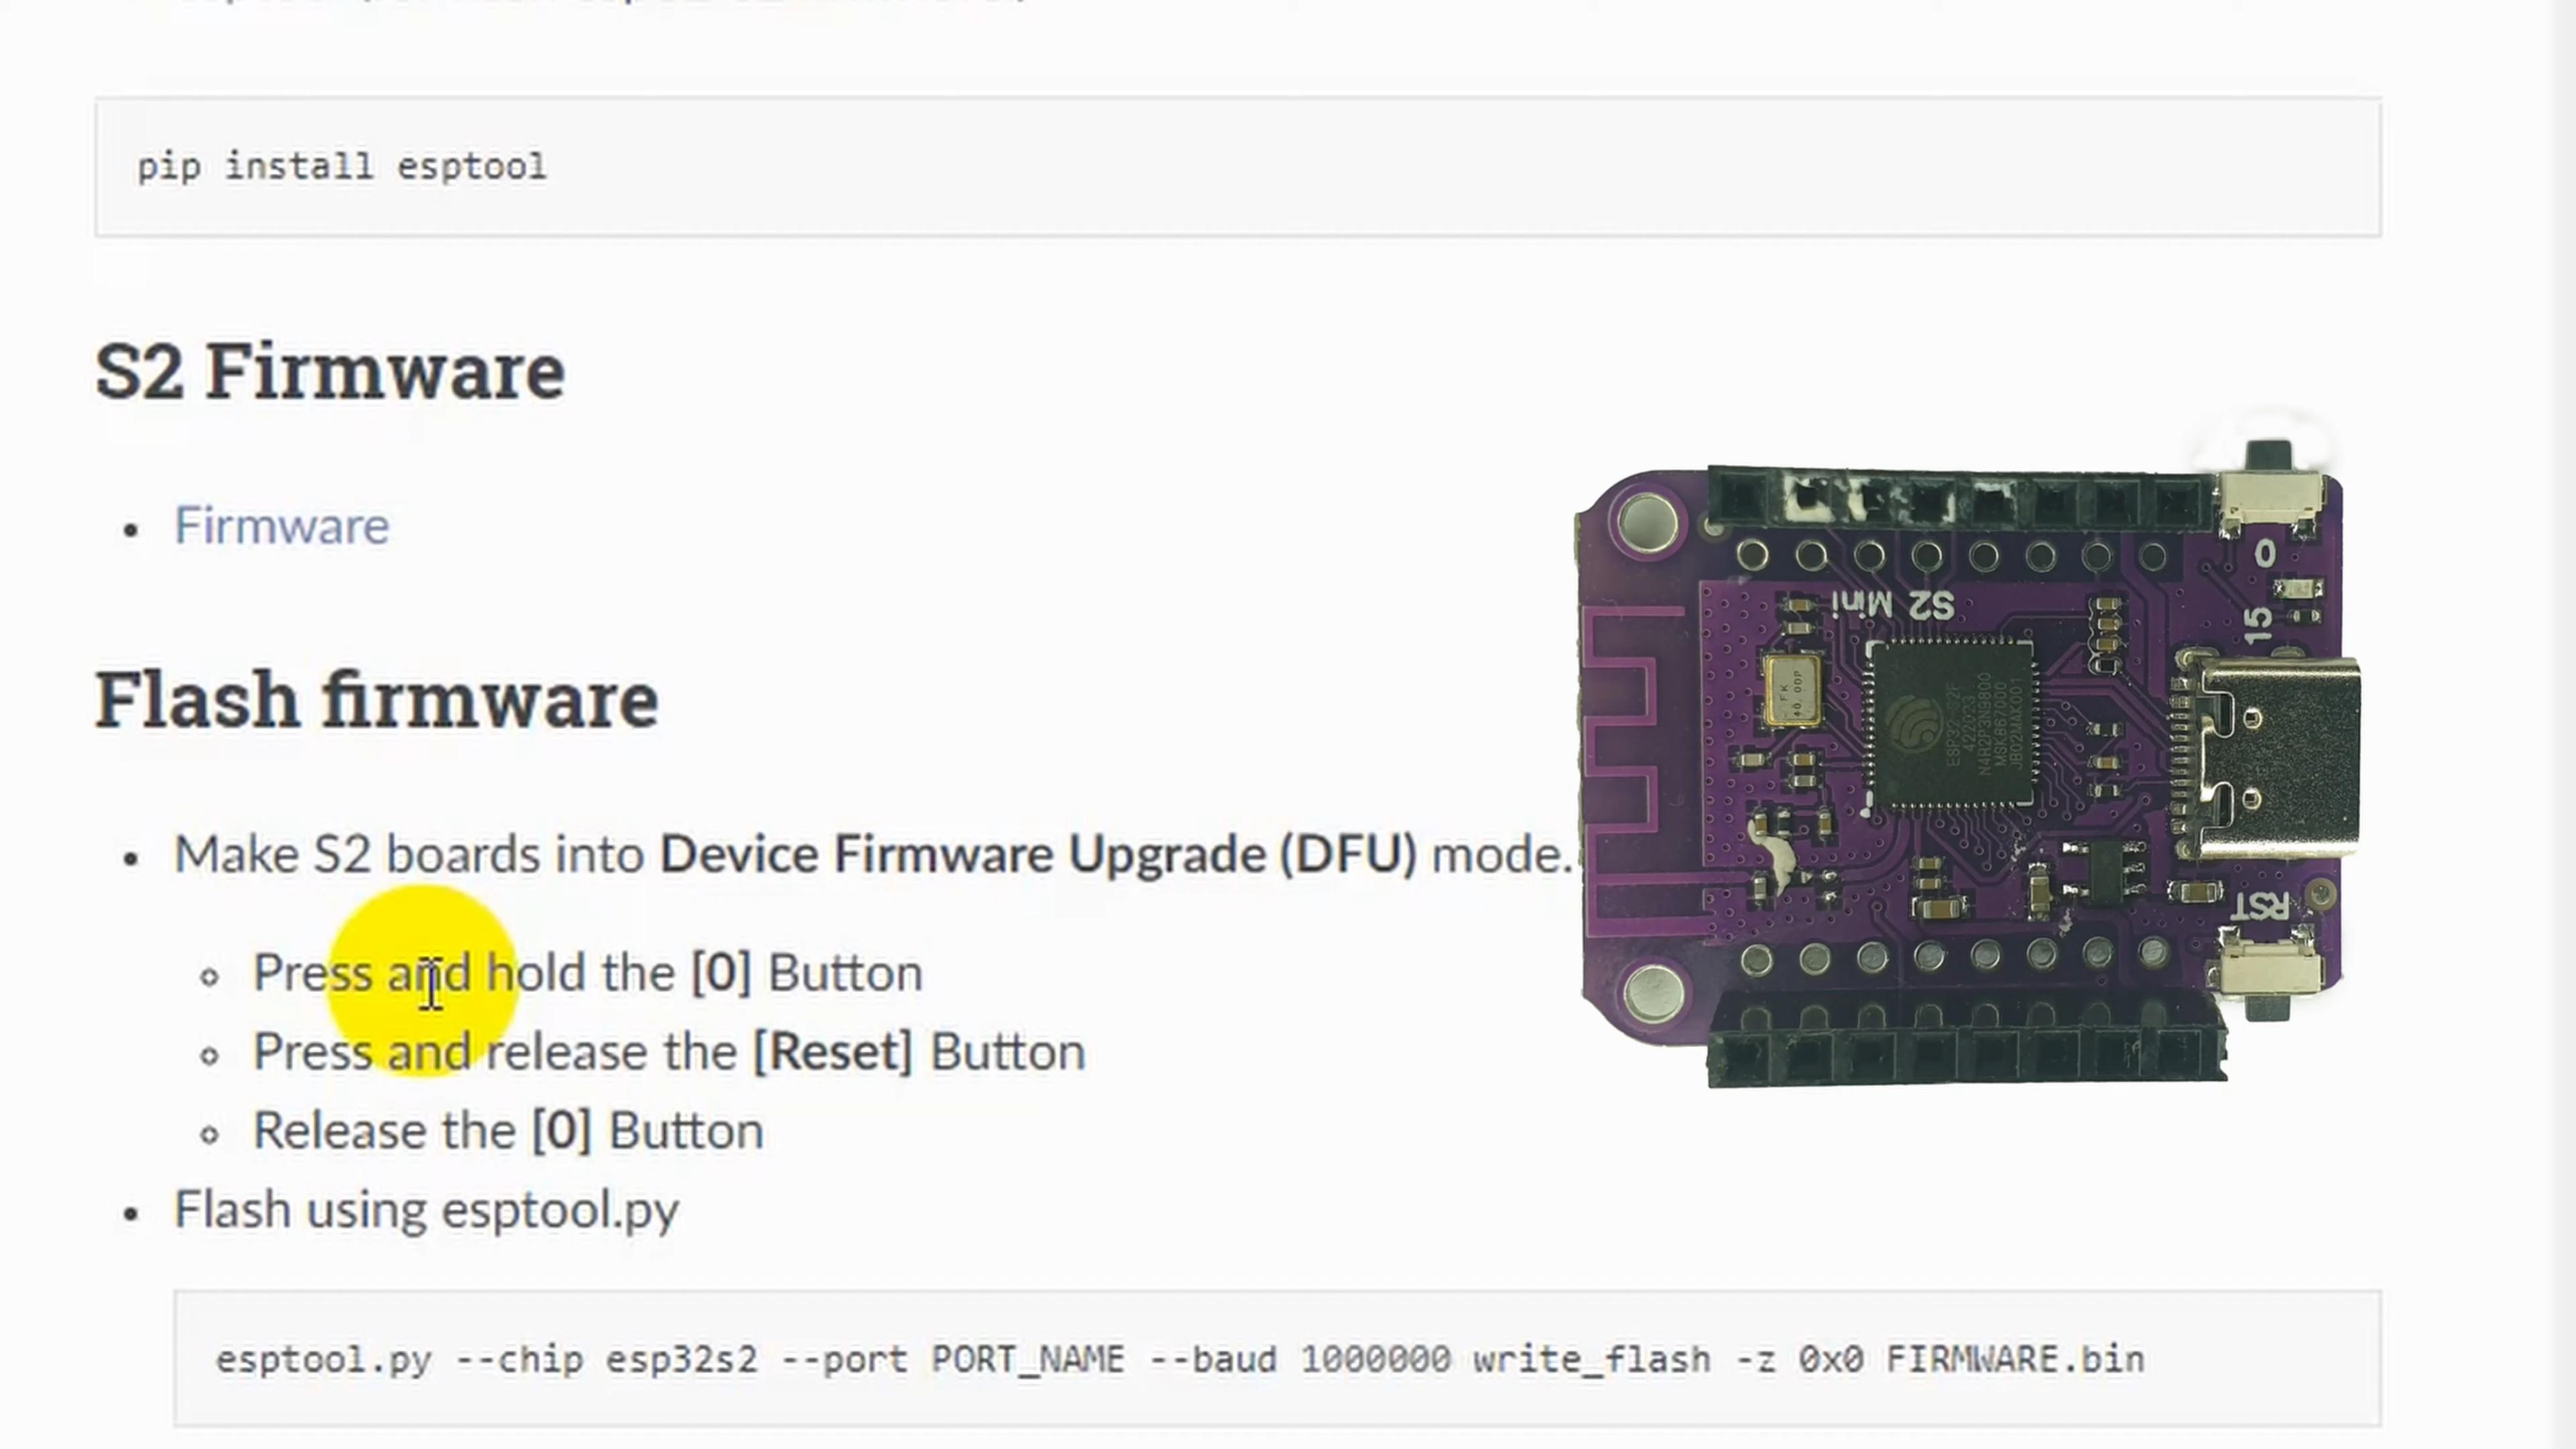 pip install esptool
S2 Firmware
Firmware
Flash firmware
Make S2 boards into Device Firmware Upgrade (DFU) mode.
Press and hold the [0] Button
Press and release the [Reset] Button
Release the [0] Button
Flash using esptool.py
esptool.py --chip esp32s2 --port PORT_NAME --baud 1000000 write_flash -z 0x0 FIRMWARE.bin
0
15
S2 Mini
RST